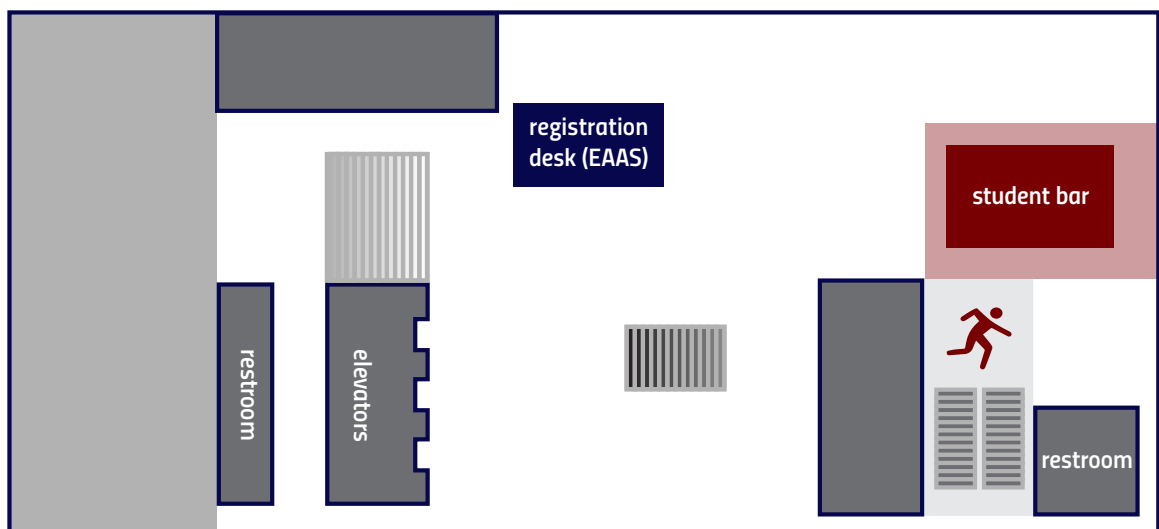 registration
desk (EAAS)
student bar
restroom
elevators
restroom